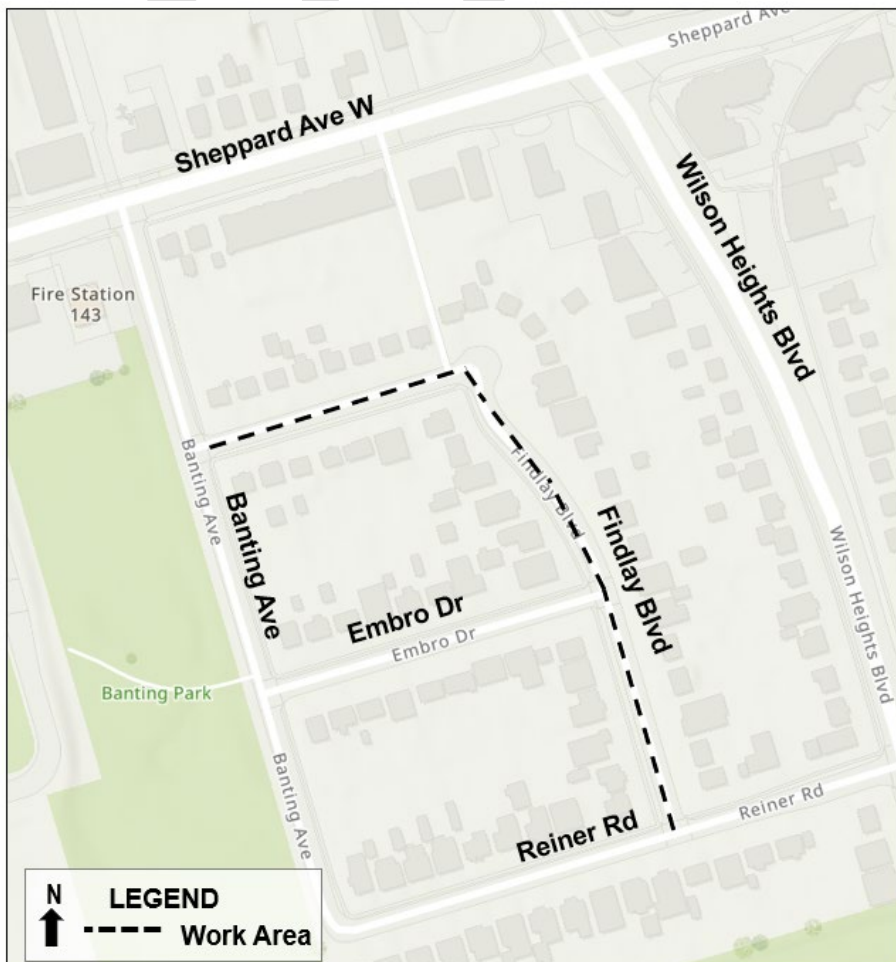 Sheppard Ave
Sheppard Ave W
Wilson Heights Blvd
Fire Station
143
Banting Ave
Banting Ave
Findlay Blvd
Findlay Blvd
Wilson Heights Blvd
Embro Dr
Embro Dr
Banting Park
Banting Ave
Reiner Rd
Reiner Rd
N
LEGEND
Work Area